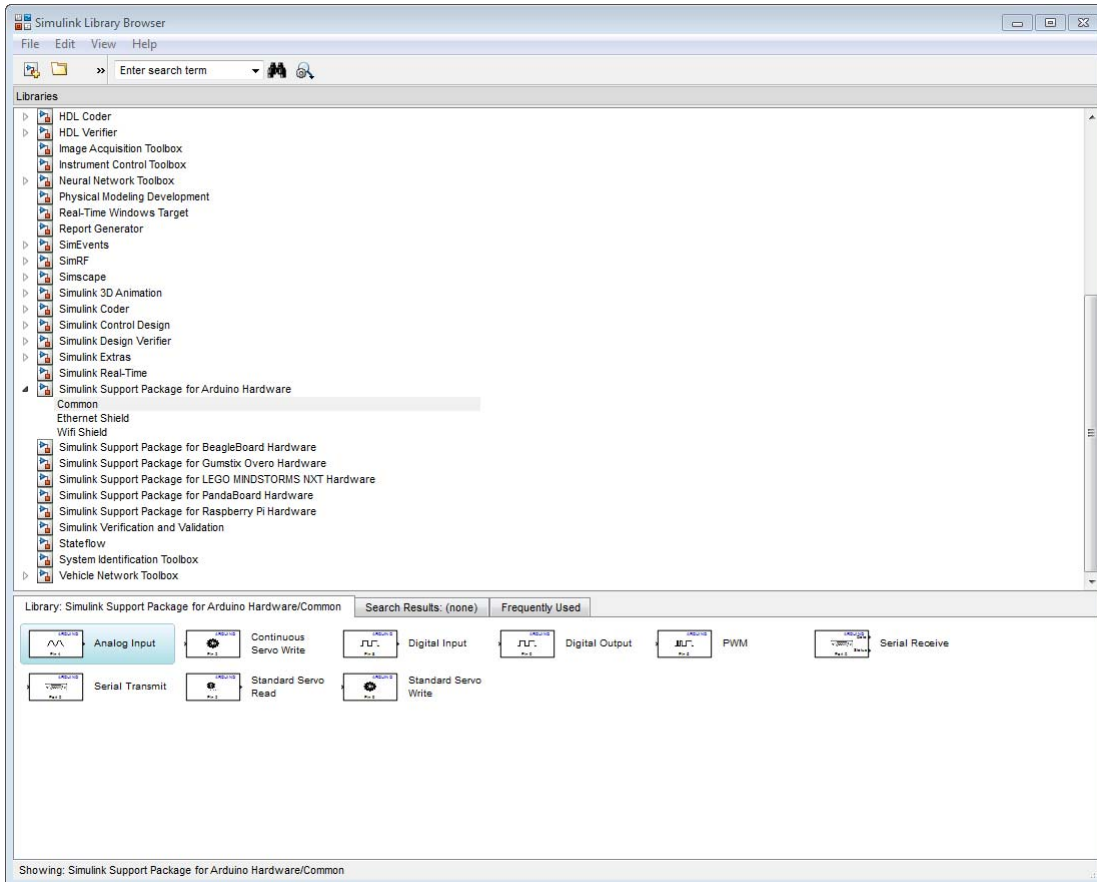 Simulink Library Browser
File Edit View Help
» Enter search term
Libraries
HDL Coder
HDL Verifier
Image Acquisition Toolbox
Instrument Control Toolbox
Neural Network Toolbox
Physical Modeling Development
Real-Time Windows Target
Report Generator
SimEvents
SimRF
Simscape
Simulink 3D Animation
Simulink Coder
Simulink Control Design
Simulink Design Verifier
Simulink Extras
Simulink Real-Time
Simulink Support Package for Arduino Hardware
Common
Ethernet Shield
Wifi Shield
Simulink Support Package for BeagleBoard Hardware
Simulink Support Package for Gumstix Overo Hardware
Simulink Support Package for LEGO MINDSTORMS NXT Hardware
Simulink Support Package for PandaBoard Hardware
Simulink Support Package for Raspberry Pi Hardware
Simulink Verification and Validation
Stateflow
System Identification Toolbox
Vehicle Network Toolbox
Library: Simulink Support Package for Arduino Hardware/Common Search Results: (none) Frequently Used
Analog Input
Continuous
Servo Write
Digital Input
Digital Output
PWM
Serial Receive
Serial Transmit
Standard Servo
Read
Standard Servo
Write
Showing: Simulink Support Package for Arduino Hardware/Common